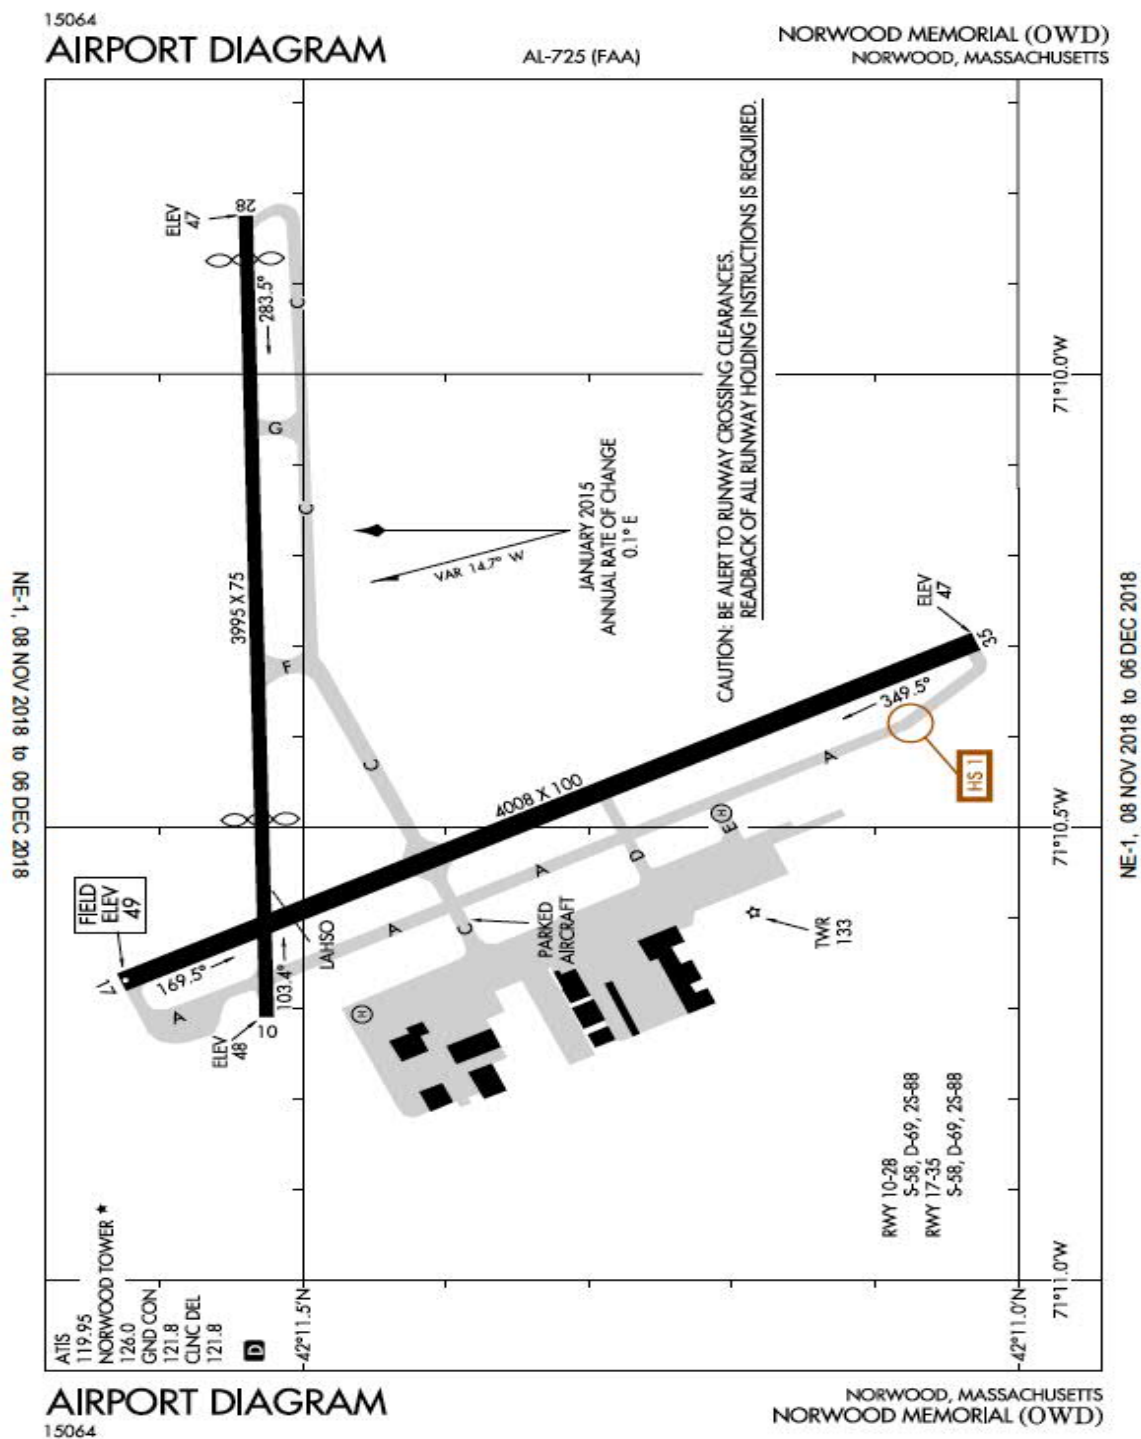 15064
AIRPORT DIAGRAM
AL-725 (FAA)
NORWOOD MEMORIAL (OWD)
NORWOOD, MASSACHUSETTS
ATIS
119.95
NORWOOD TOWER ★
126.0
GND CON
121.8
CLNC DEL
121.8
D
FIELD
ELEV
49
17
169.5°
A
ELEV
48
10
103.4°
LAHSO
3995 X 75
ELEV
47
28
283.5°
C
G
C
F
C
C
A
A
A
D
E
H
H
4008 X 100
PARKED
AIRCRAFT
TWR
133
349.5°
35
ELEV
47
HS 1
VAR 14.7° W
JANUARY 2015
ANNUAL RATE OF CHANGE
0.1° E
CAUTION: BE ALERT TO RUNWAY CROSSING CLEARANCES.
READBACK OF ALL RUNWAY HOLDING INSTRUCTIONS IS REQUIRED.
RWY 10-28
S-58, D-69, 2S-88
RWY 17-35
S-58, D-69, 2S-88
42°11.5'N
42°11.0'N
71°10.0'W
71°10.5'W
71°11.0'W
NE-1, 08 NOV 2018 to 06 DEC 2018
NE-1, 08 NOV 2018 to 06 DEC 2018
AIRPORT DIAGRAM
15064
NORWOOD, MASSACHUSETTS
NORWOOD MEMORIAL (OWD)